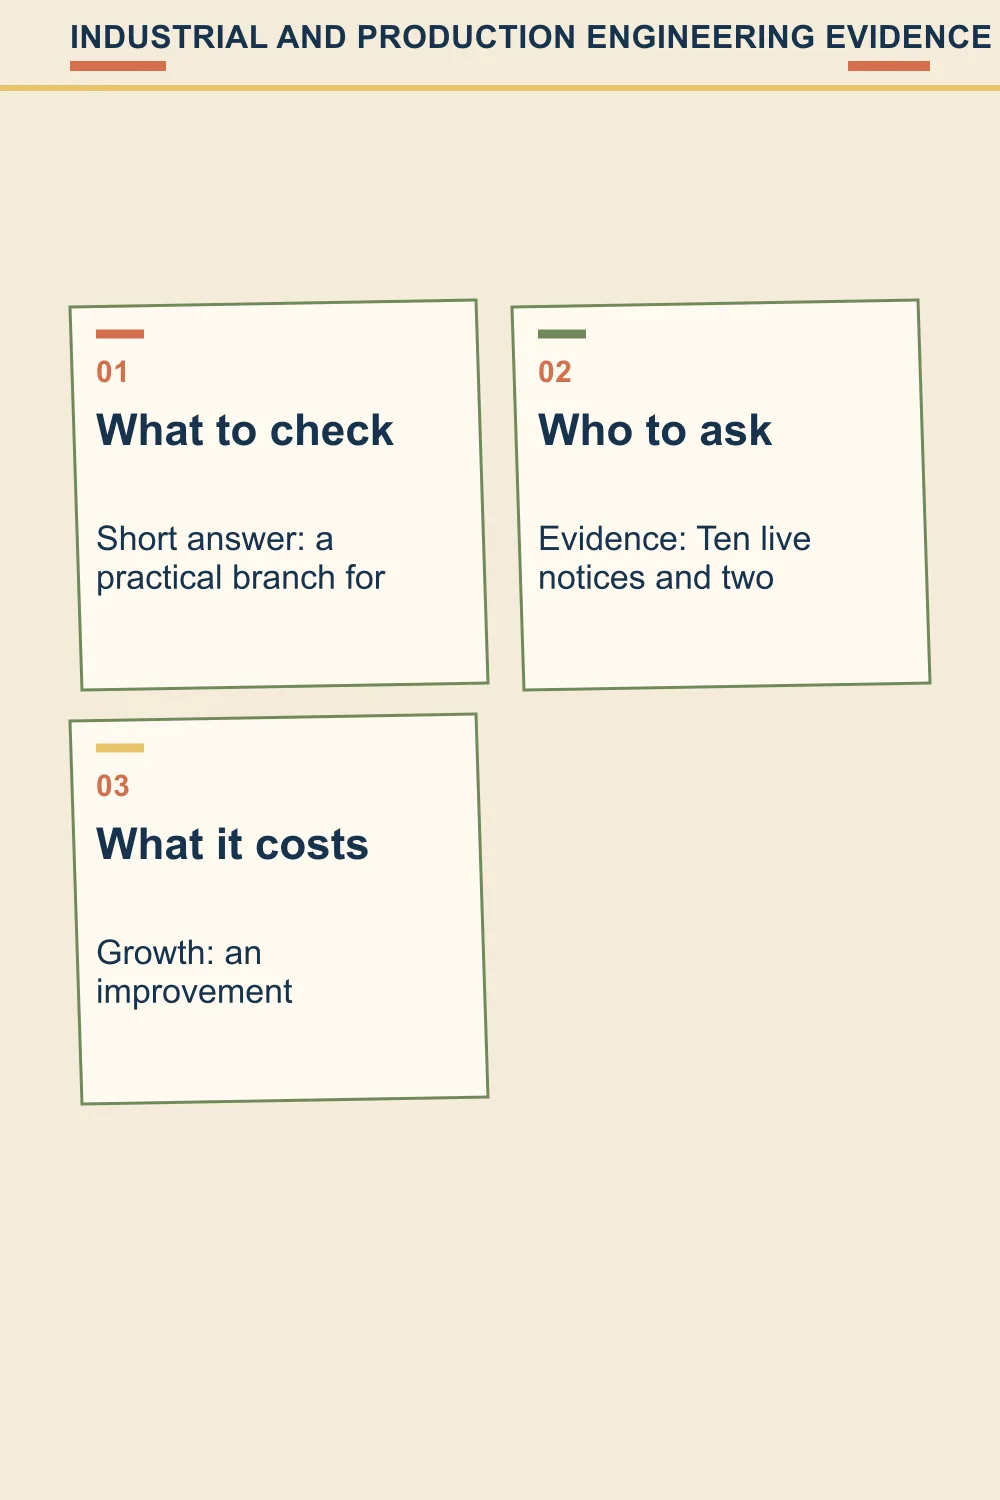 INDUSTRIAL AND PRODUCTION ENGINEERING EVIDENCE
01
What to check
Short answer: a
practical branch for
02
Who to ask
Evidence: Ten live
notices and two
03
What it costs
Growth: an
improvement